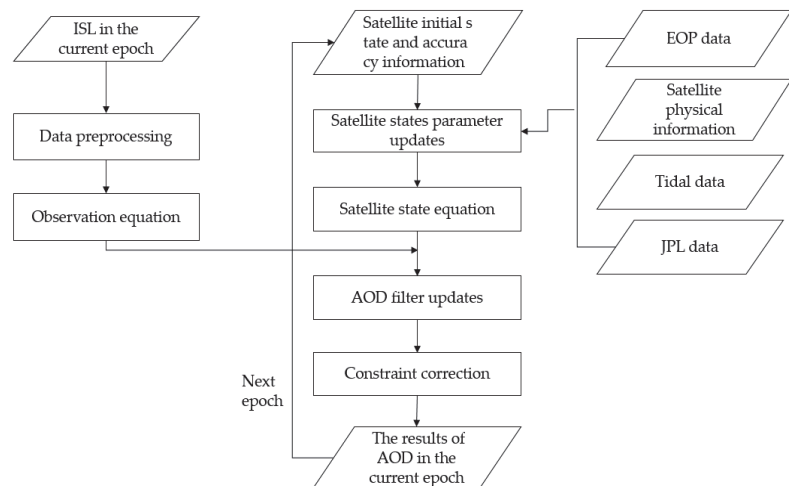 ISL in the
current epoch
Data preprocessing
Observation equation
Satellite initial s
tate and accura
cy information
Satellite states parameter
updates
Satellite state equation
AOD filter updates
Constraint correction
The results of
AOD in the
current epoch
Next
epoch
EOP data
Satellite
physical
information
Tidal data
JPL data